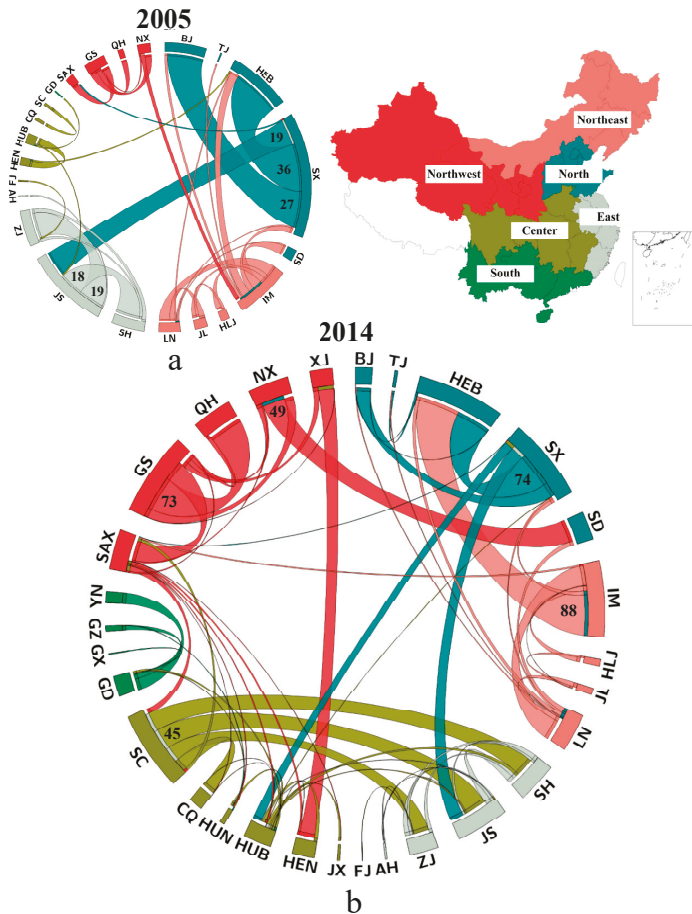 2005
BJ
TJ
HEB
SX
SD
IM
HLJ
JL
LN
SH
JS
ZJ
HA
FJ
HEN
HUB
CQ
SC
GD
SAX
GS
QH
NX
19
36
27
18
19
a
Northeast
Northwest
North
East
Center
South
2014
BJ
TJ
HEB
SX
SD
IM
HLJ
JL
LN
SH
JS
ZJ
AH
FJ
JX
HEN
HUB
HUN
CQ
SC
GD
GX
GZ
YN
SAX
GS
QH
NX
XJ
49
74
73
88
45
b